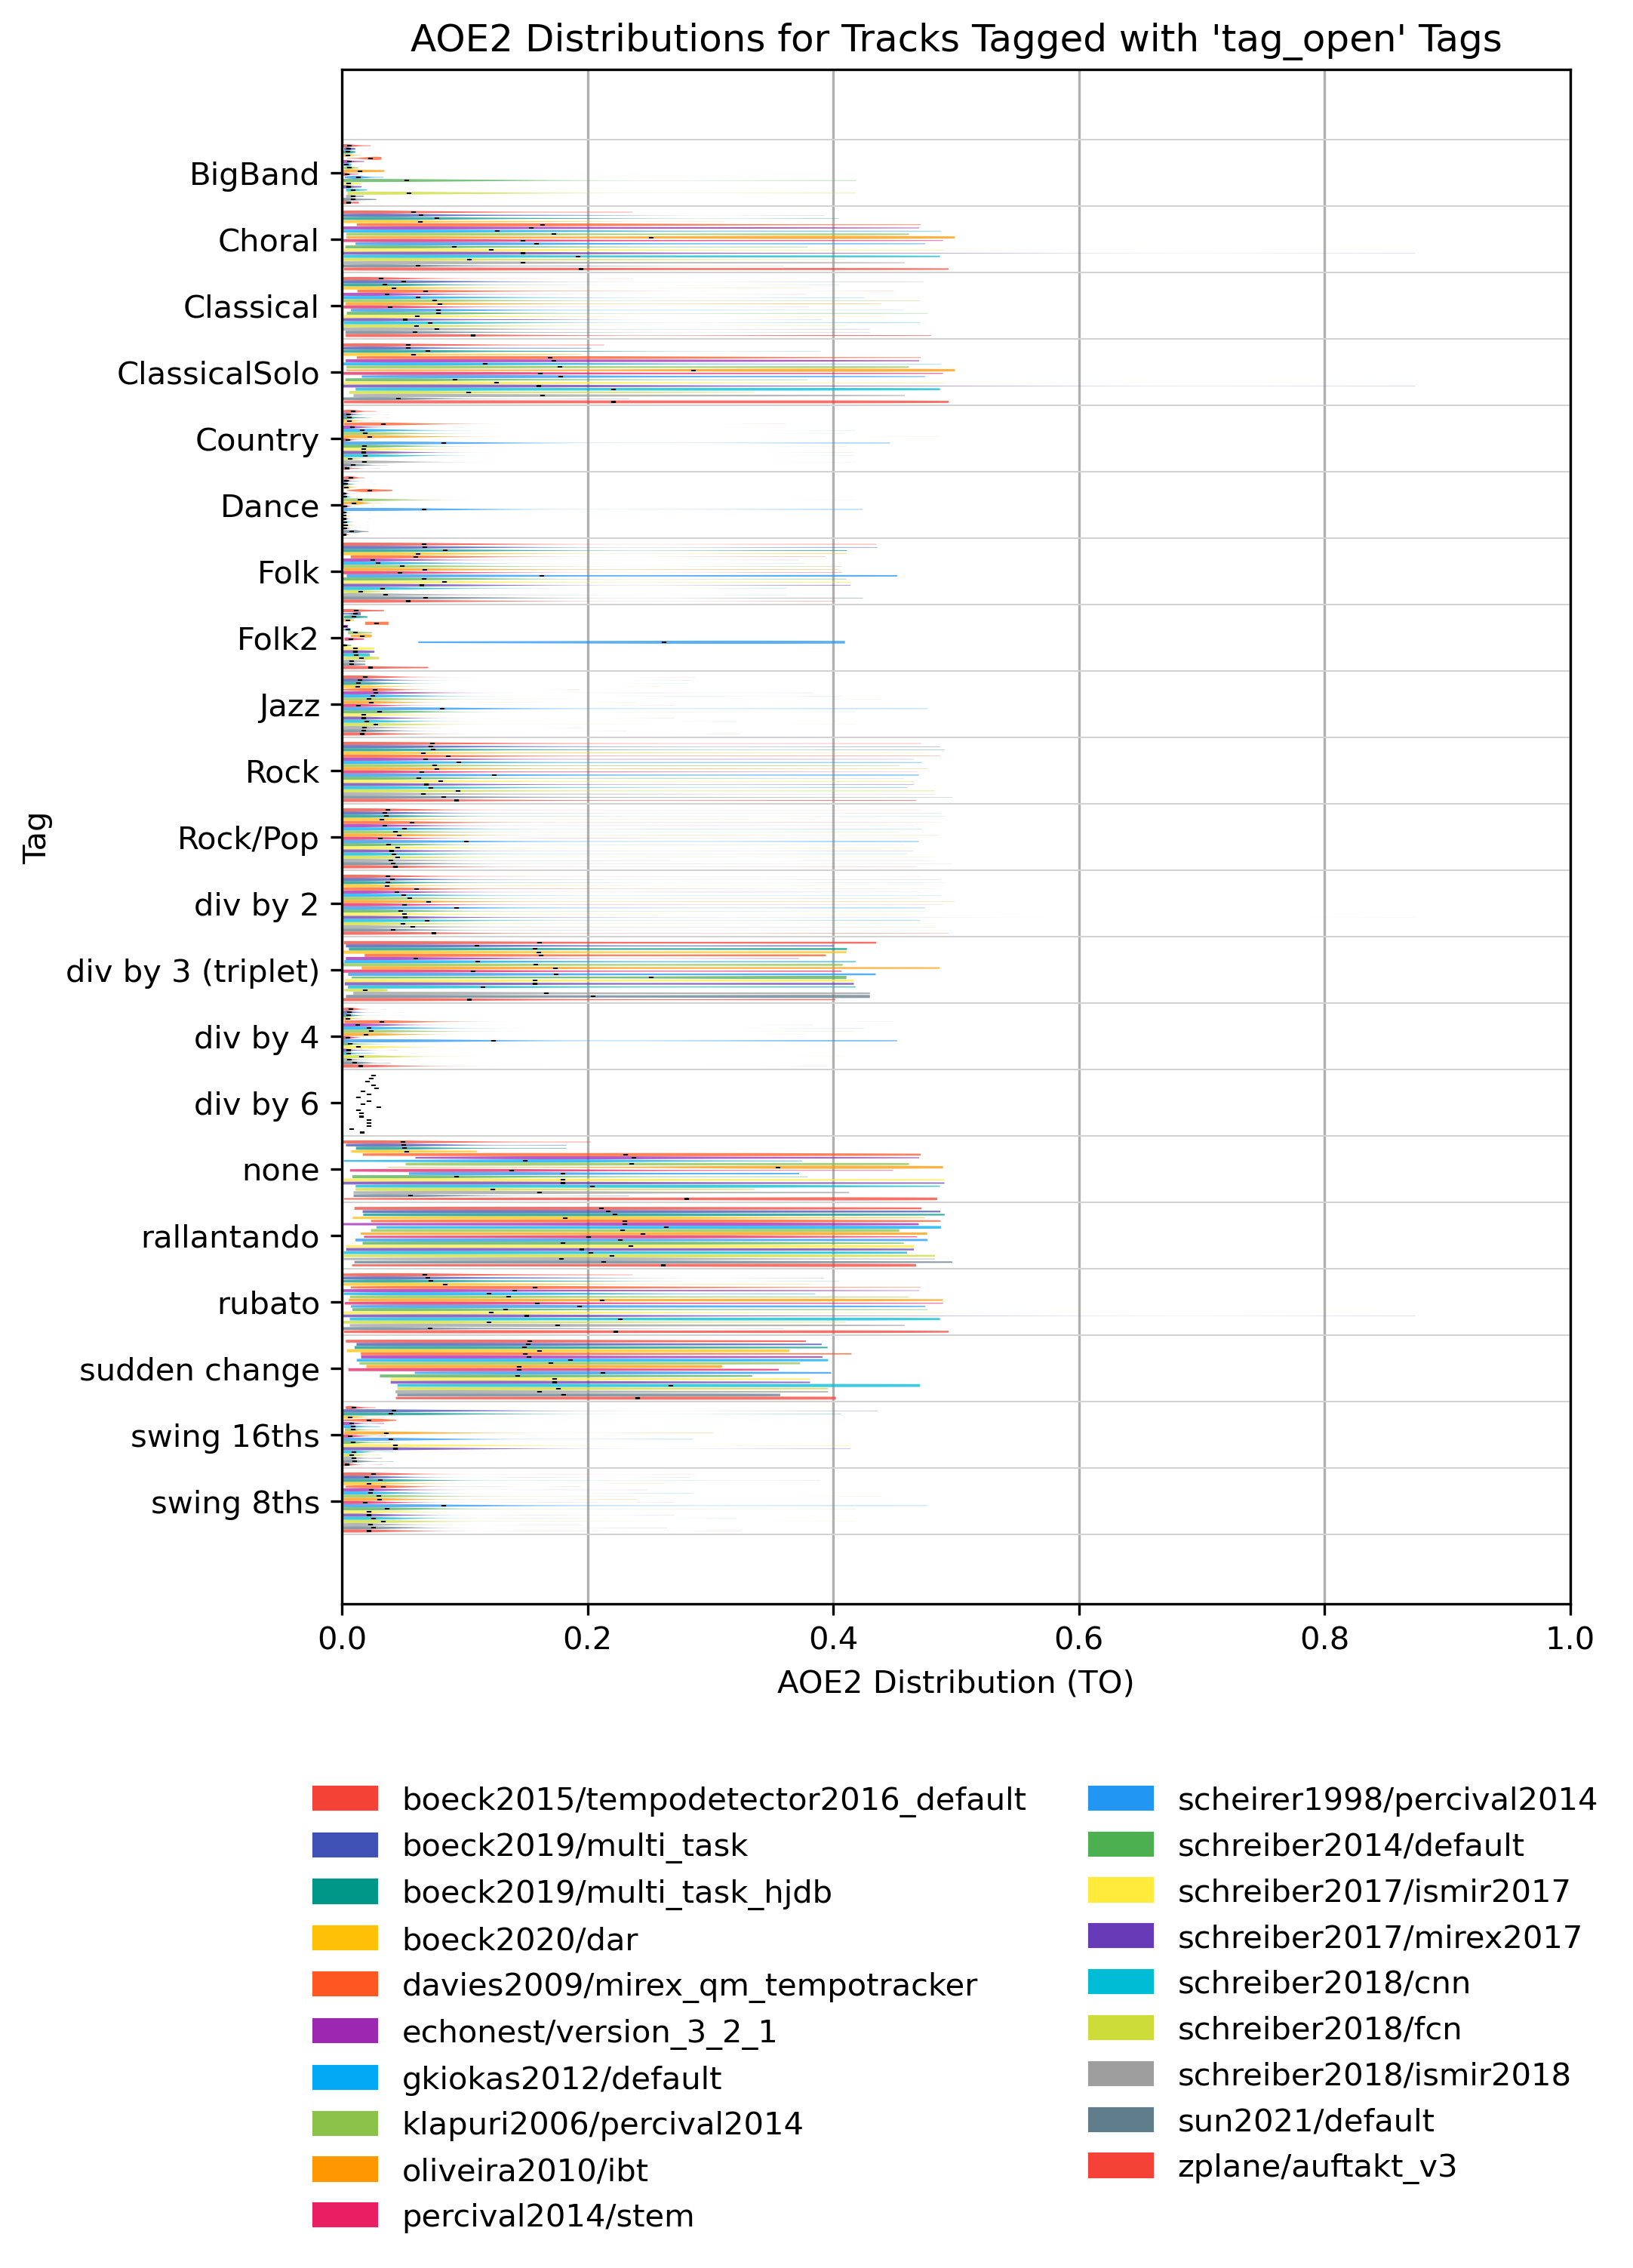 AOE2 Distributions for Tracks Tagged with 'tag_open' Tags
BigBand
Choral
Classical
ClassicalSolo
Country
Dance
Folk
Folk2
Jazz
Rock
Rock/Pop
div by 2
div by 3 (triplet)
div by 4
div by 6
none
rallantando
rubato
sudden change
swing 16ths
swing 8ths
Tag
0.0 0.2 0.4 0.6 0.8 1.0
AOE2 Distribution (TO)
boeck2015/tempodetector2016_default
boeck2019/multi_task
boeck2019/multi_task_hjdb
boeck2020/dar
davies2009/mirex_qm_tempotracker
echonest/version_3_2_1
gkiokas2012/default
klapuri2006/percival2014
oliveira2010/ibt
percival2014/stem
scheirer1998/percival2014
schreiber2014/default
schreiber2017/ismir2017
schreiber2017/mirex2017
schreiber2018/cnn
schreiber2018/fcn
schreiber2018/ismir2018
sun2021/default
zplane/auftakt_v3